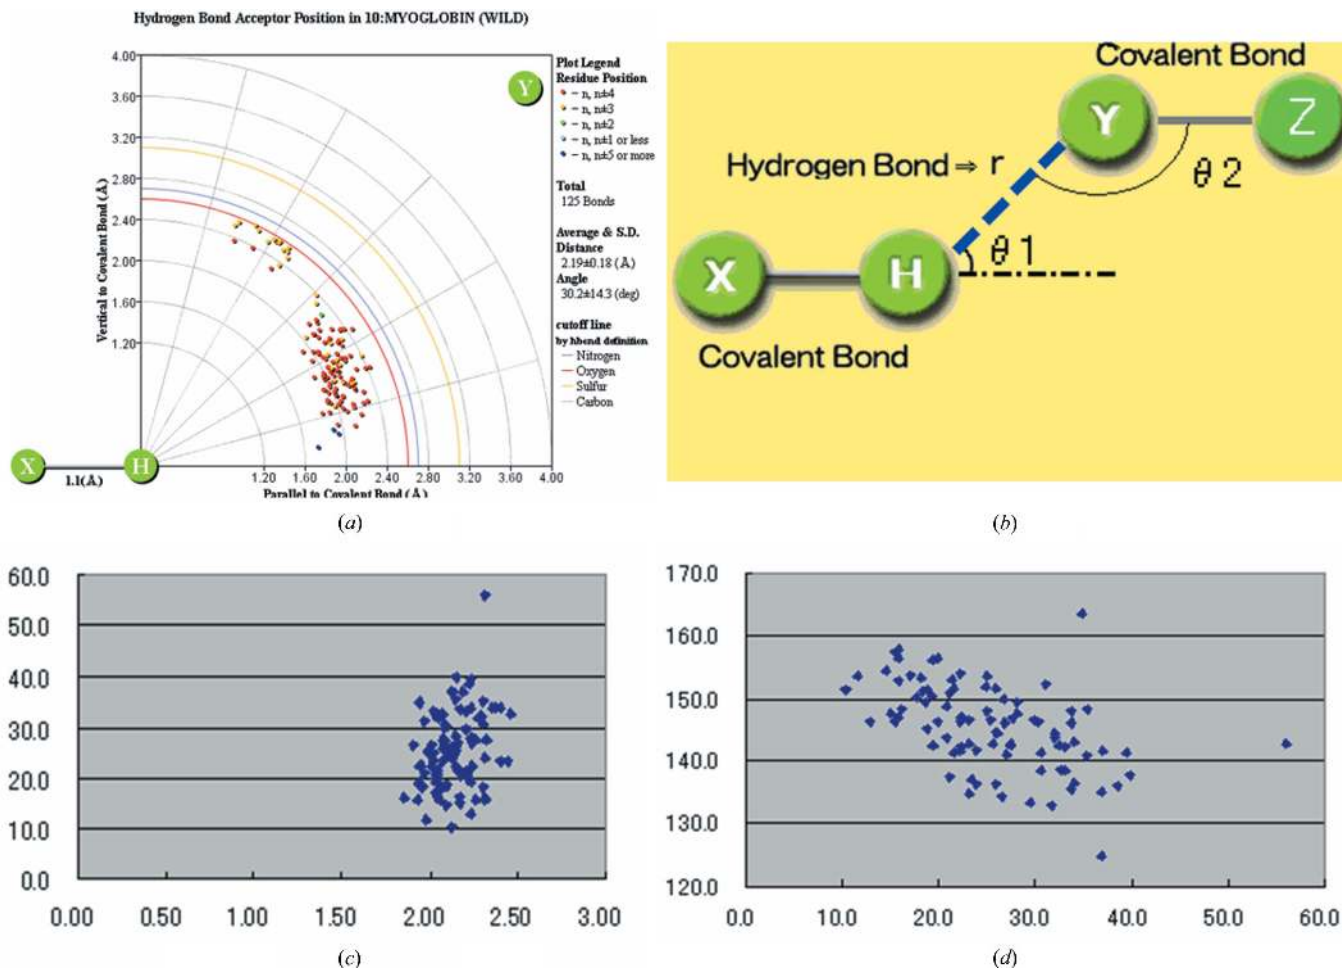 Hydrogen Bond Acceptor Position in 10:MYOGLOBIN (WILD)
4.00
3.60
3.20
2.80
2.40
2.00
1.60
1.20
Vertical to Covalent Bond (Å)
Y
Plot Legend
Residue Position
– n, n±4
– n, n±3
– n, n±2
– n, n±1 or less
– n, n±5 or more
Total
125 Bonds
Average & S.D.
Distance
2.19±0.18 (Å)
Angle
30.2±14.3 (deg)
cutoff line
by hbond definition
Nitrogen
Oxygen
Sulfur
Carbon
X H
1.1(Å)
1.20 1.60 2.00 2.40 2.80 3.20 3.60 4.00
Parallel to Covalent Bond (Å)
(a)
Covalent Bond
Y Z
Hydrogen Bond ⇒ r
θ2
θ1
X H
Covalent Bond
(b)
60.0
50.0
40.0
30.0
20.0
10.0
0.0
0.00 0.50 1.00 1.50 2.00 2.50 3.00
(c)
170.0
160.0
150.0
140.0
130.0
120.0
0.0 10.0 20.0 30.0 40.0 50.0 60.0
(d)